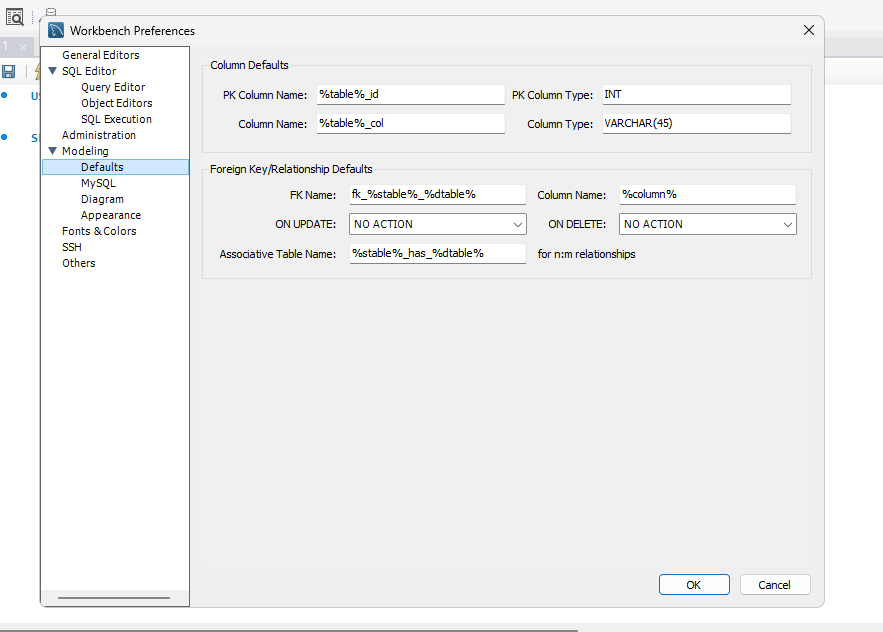 Workbench Preferences
1
General Editors
SQL Editor
Query Editor
Object Editors
SQL Execution
Administration
Modeling
Defaults
MySQL
Diagram
Appearance
Fonts & Colors
SSH
Others
Column Defaults
PK Column Name: %table%_id PK Column Type: INT
Column Name: %table%_col Column Type: VARCHAR(45)
Foreign Key/Relationship Defaults
FK Name: fk_%stable%_%dtable% Column Name: %column%
ON UPDATE: NO ACTION ON DELETE: NO ACTION
Associative Table Name: %stable%_has_%dtable% for n:m relationships
OK Cancel